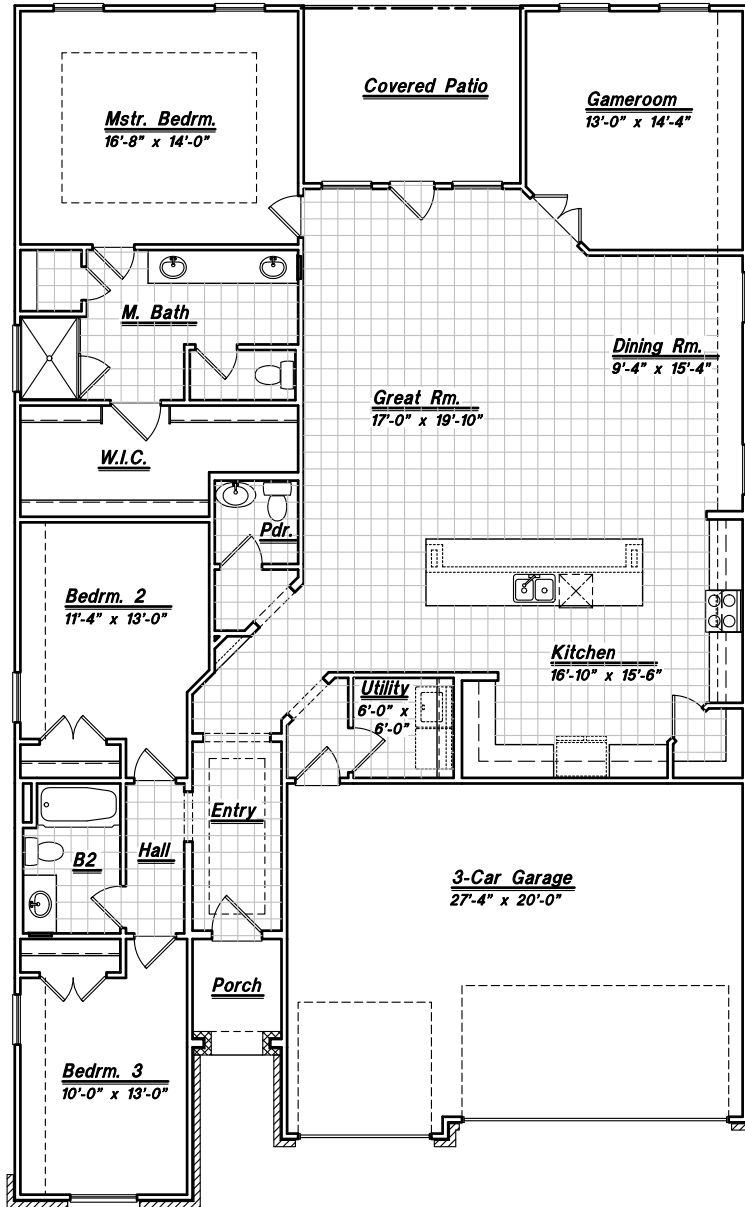 Covered Patio
Gameroom
13'-0" x 14'-4"
Mstr. Bedrm.
16'-8" x 14'-0"
M. Bath
Dining Rm.
9'-4" x 15'-4"
Great Rm.
17'-0" x 19'-10"
W.I.C.
Pdr.
Bedrm. 2
11'-4" x 13'-0"
Kitchen
16'-10" x 15'-6"
Utility
6'-0" x
6'-0"
Entry
B2
Hall
3-Car Garage
27'-4" x 20'-0"
Porch
Bedrm. 3
10'-0" x 13'-0"